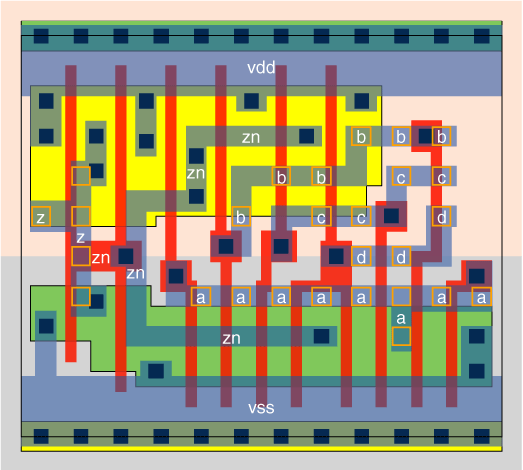 vdd
zn b b
zn b b c c
z b c c d
z
zn zn d d
a a a a a a a
a
zn
vss